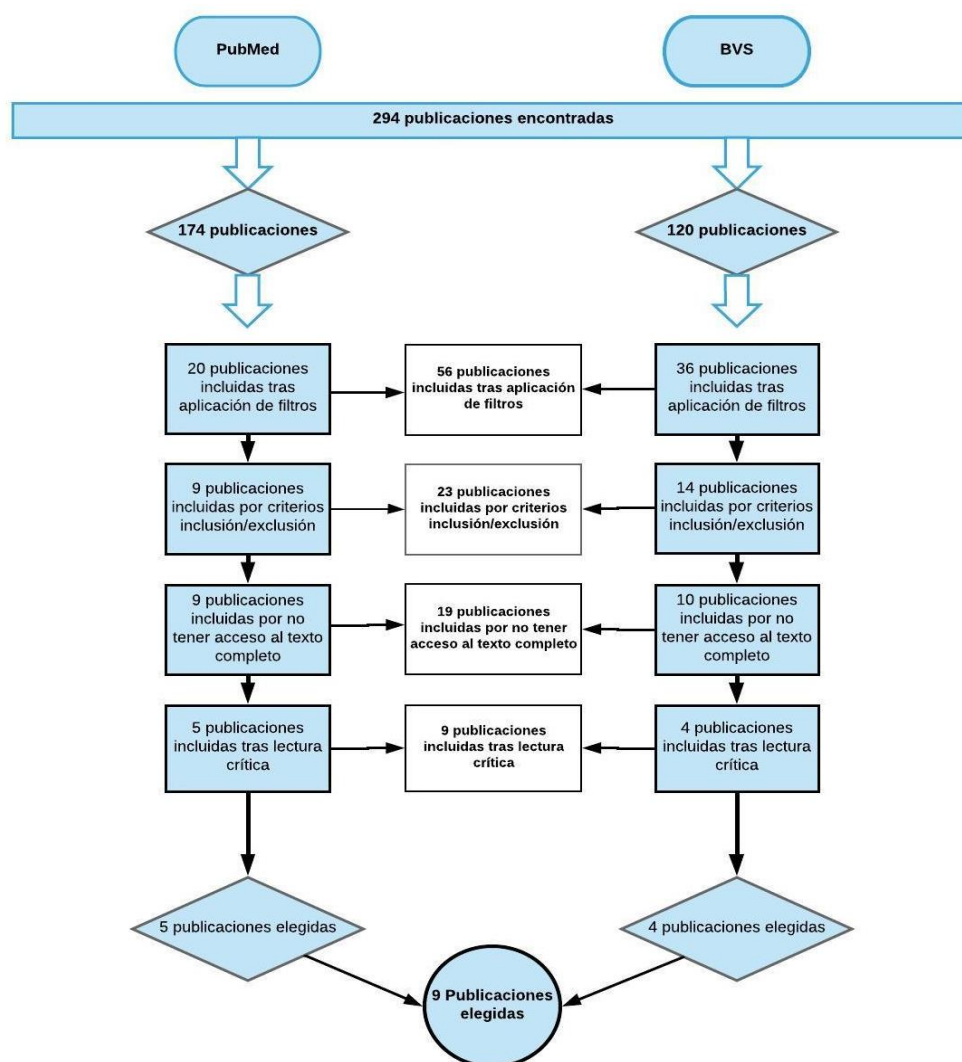 PubMed
BVS
294 publicaciones encontradas
174 publicaciones
120 publicaciones
20 publicaciones
incluidas tras
aplicación de filtros
56 publicaciones
incluidas tras aplicación
de filtros
36 publicaciones
incluidas tras
aplicación de filtros
9 publicaciones
incluidas por criterios
inclusión/exclusión
23 publicaciones
incluidas por criterios
inclusión/exclusión
14 publicaciones
incluidas por criterios
inclusión/exclusión
9 publicaciones
incluidas por no
tener acceso al texto
completo
19 publicaciones
incluidas por no tener
acceso al texto completo
10 publicaciones
incluidas por no
tener acceso al texto
completo
5 publicaciones
incluidas tras lectura
crítica
9 publicaciones
incluidas tras lectura
crítica
4 publicaciones
incluidas tras lectura
crítica
5 publicaciones elegidas
4 publicaciones elegidas
9 Publicaciones
elegidas